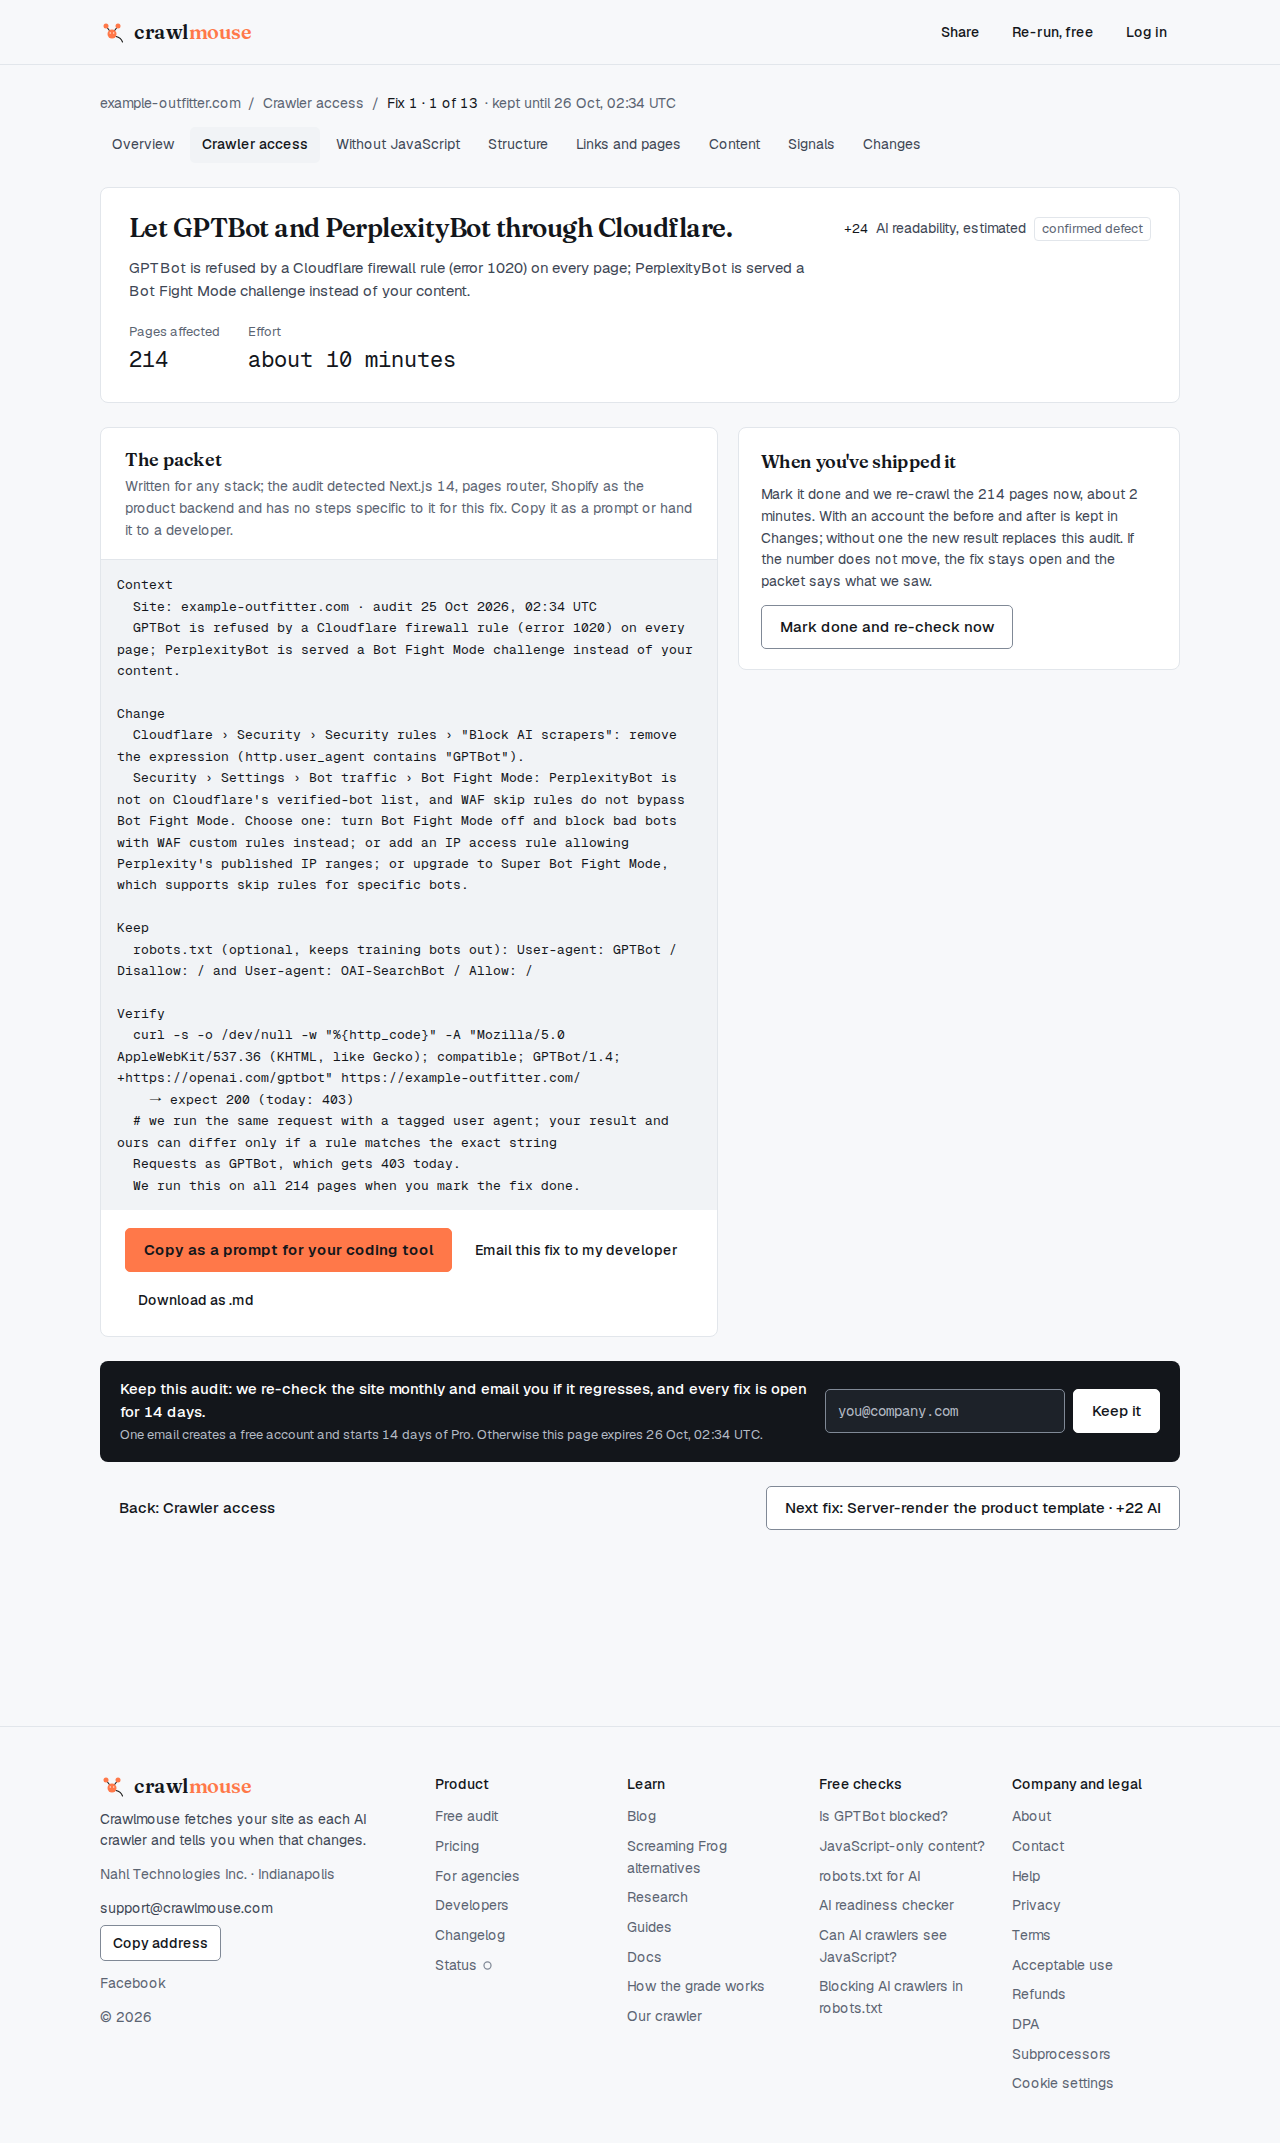 crawlmouse
Share
Re-run, free
Log in
example-outfitter.com / Crawler access / Fix 1 · 1 of 13 · kept until 26 Oct, 02:34 UTC
Overview
Crawler access
Without JavaScript
Structure
Links and pages
Content
Signals
Changes
Let GPTBot and PerplexityBot through Cloudflare.
+24 AI readability, estimated
confirmed defect
GPTBot is refused by a Cloudflare firewall rule (error 1020) on every page; PerplexityBot is served a
Bot Fight Mode challenge instead of your content.
Pages affected
214
Effort
about 10 minutes
The packet
Written for any stack; the audit detected Next.js 14, pages router, Shopify as the
product backend and has no steps specific to it for this fix. Copy it as a prompt or hand
it to a developer.
Context
Site: example-outfitter.com · audit 25 Oct 2026, 02:34 UTC
GPTBot is refused by a Cloudflare firewall rule (error 1020) on every
page; PerplexityBot is served a Bot Fight Mode challenge instead of your
content.
Change
Cloudflare › Security › Security rules › "Block AI scrapers": remove
the expression (http.user_agent contains "GPTBot").
Security › Settings › Bot traffic › Bot Fight Mode: PerplexityBot is
not on Cloudflare's verified-bot list, and WAF skip rules do not bypass
Bot Fight Mode. Choose one: turn Bot Fight Mode off and block bad bots
with WAF custom rules instead; or add an IP access rule allowing
Perplexity's published IP ranges; or upgrade to Super Bot Fight Mode,
which supports skip rules for specific bots.
Keep
robots.txt (optional, keeps training bots out): User-agent: GPTBot /
Disallow: / and User-agent: OAI-SearchBot / Allow: /
Verify
curl -s -o /dev/null -w "%{http_code}" -A "Mozilla/5.0
AppleWebKit/537.36 (KHTML, like Gecko); compatible; GPTBot/1.4;
+https://openai.com/gptbot" https://example-outfitter.com/
→ expect 200 (today: 403)
# we run the same request with a tagged user agent; your result and
ours can differ only if a rule matches the exact string
Requests as GPTBot, which gets 403 today.
We run this on all 214 pages when you mark the fix done.
Copy as a prompt for your coding tool
Email this fix to my developer
Download as .md
When you've shipped it
Mark it done and we re-crawl the 214 pages now, about 2
minutes. With an account the before and after is kept in
Changes; without one the new result replaces this audit. If
the number does not move, the fix stays open and the
packet says what we saw.
Mark done and re-check now
Keep this audit: we re-check the site monthly and email you if it regresses, and every fix is open
for 14 days.
One email creates a free account and starts 14 days of Pro. Otherwise this page expires 26 Oct, 02:34 UTC.
you@company.com
Keep it
Back: Crawler access
Next fix: Server-render the product template · +22 AI
crawlmouse
Crawlmouse fetches your site as each AI
crawler and tells you when that changes.
Nahl Technologies Inc. · Indianapolis
support@crawlmouse.com
Copy address
Facebook
© 2026
Product
Free audit
Pricing
For agencies
Developers
Changelog
Status
Learn
Blog
Screaming Frog
alternatives
Research
Guides
Docs
How the grade works
Our crawler
Free checks
Is GPTBot blocked?
JavaScript-only content?
robots.txt for AI
AI readiness checker
Can AI crawlers see
JavaScript?
Blocking AI crawlers in
robots.txt
Company and legal
About
Contact
Help
Privacy
Terms
Acceptable use
Refunds
DPA
Subprocessors
Cookie settings